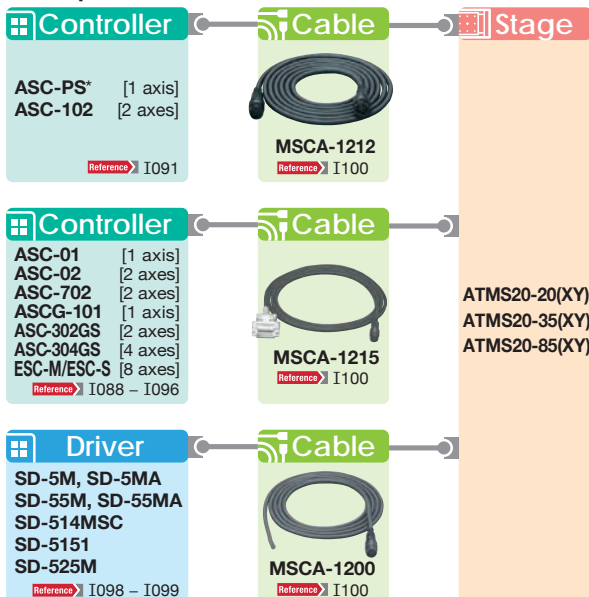 Controller
Cable
Stage
ASC-PS* [1 axis]
ASC-102 [2 axes]
Reference I091
MSCA-1212
Reference I100
Controller
Cable
ASC-01 [1 axis]
ASC-02 [2 axes]
ASC-702 [2 axes]
ASCG-101 [1 axis]
ASC-302GS [2 axes]
ASC-304GS [4 axes]
ESC-M/ESC-S [8 axes]
Reference I088 – I096
MSCA-1215
Reference I100
ATMS20-20(XY)
ATMS20-35(XY)
ATMS20-85(XY)
Driver
Cable
SD-5M, SD-5MA
SD-55M, SD-55MA
SD-514MSC
SD-5151
SD-525M
Reference I098 – I099
MSCA-1200
Reference I100